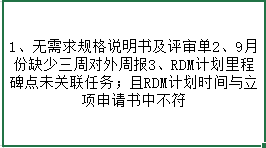 1、无需求规格说明书及评审单2、9月
份缺少三周对外周报3、RDM计划里程
碑点未关联任务；且RDM计划时间与立
项申请书中不符